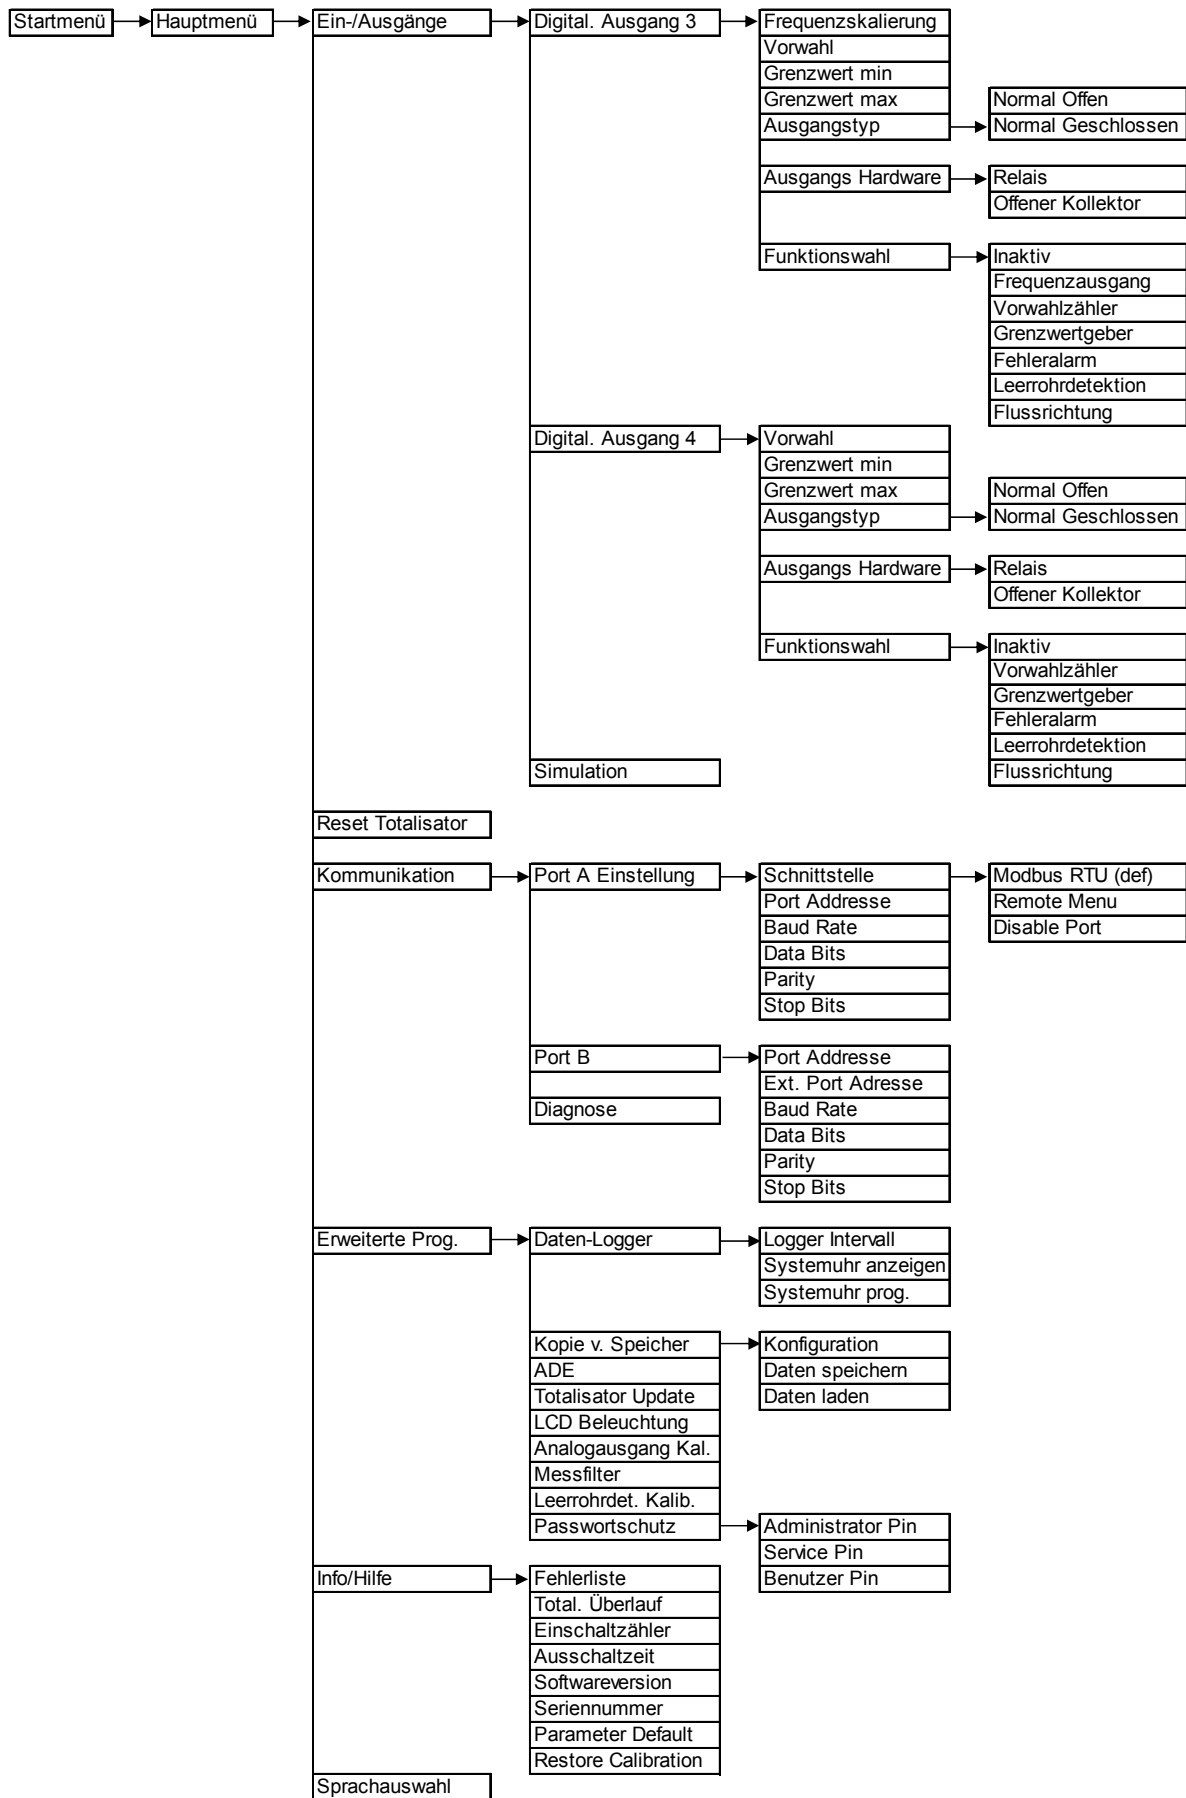 Startmenü
Hauptmenü
Ein-/Ausgänge
Digital. Ausgang 3
Frequenzskalierung
Vorwahl
Grenzwert min
Grenzwert max
Normal Offen
Ausgangstyp
Normal Geschlossen
Ausgangs Hardware
Relais
Offener Kollektor
Funktionswahl
Inaktiv
Frequenzausgang
Vorwahlzähler
Grenzwertgeber
Fehleralarm
Leerrohrdetektion
Flussrichtung
Digital. Ausgang 4
Vorwahl
Grenzwert min
Grenzwert max
Normal Offen
Ausgangstyp
Normal Geschlossen
Ausgangs Hardware
Relais
Offener Kollektor
Funktionswahl
Inaktiv
Vorwahlzähler
Grenzwertgeber
Fehleralarm
Leerrohrdetektion
Flussrichtung
Simulation
Reset Totalisator
Kommunikation
Port A Einstellung
Schnittstelle
Modbus RTU (def)
Port Addresse
Remote Menu
Baud Rate
Disable Port
Data Bits
Parity
Stop Bits
Port B
Port Addresse
Ext. Port Adresse
Diagnose
Baud Rate
Data Bits
Parity
Stop Bits
Erweiterte Prog.
Daten-Logger
Logger Intervall
Systemuhr anzeigen
Systemuhr prog.
Kopie v. Speicher
Konfiguration
ADE
Daten speichern
Totalisator Update
Daten laden
LCD Beleuchtung
Analogausgang Kal.
Messfilter
Leerrohrdet. Kalib.
Passwortschutz
Administrator Pin
Service Pin
Benutzer Pin
Info/Hilfe
Fehlerliste
Total. Überlauf
Einschaltzähler
Ausschaltzeit
Softwareversion
Seriennummer
Parameter Default
Restore Calibration
Sprachauswahl